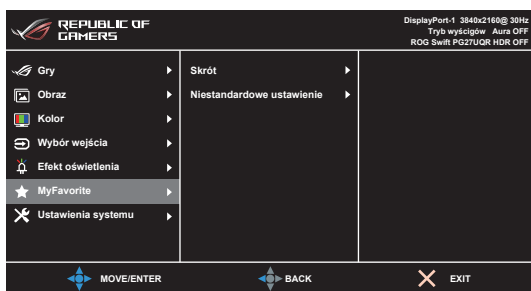 REPUBLIC OF
GAMERS
DisplayPort-1 3840x2160@ 30Hz
Tryb wyścigów Aura OFF
ROG Swift PG27UQR HDR OFF
Gry
Obraz
Kolor
Wybór wejścia
Efekt oświetlenia
MyFavorite
Ustawienia systemu
Skrót
Niestandardowe ustawienie
MOVE/ENTER
BACK
EXIT